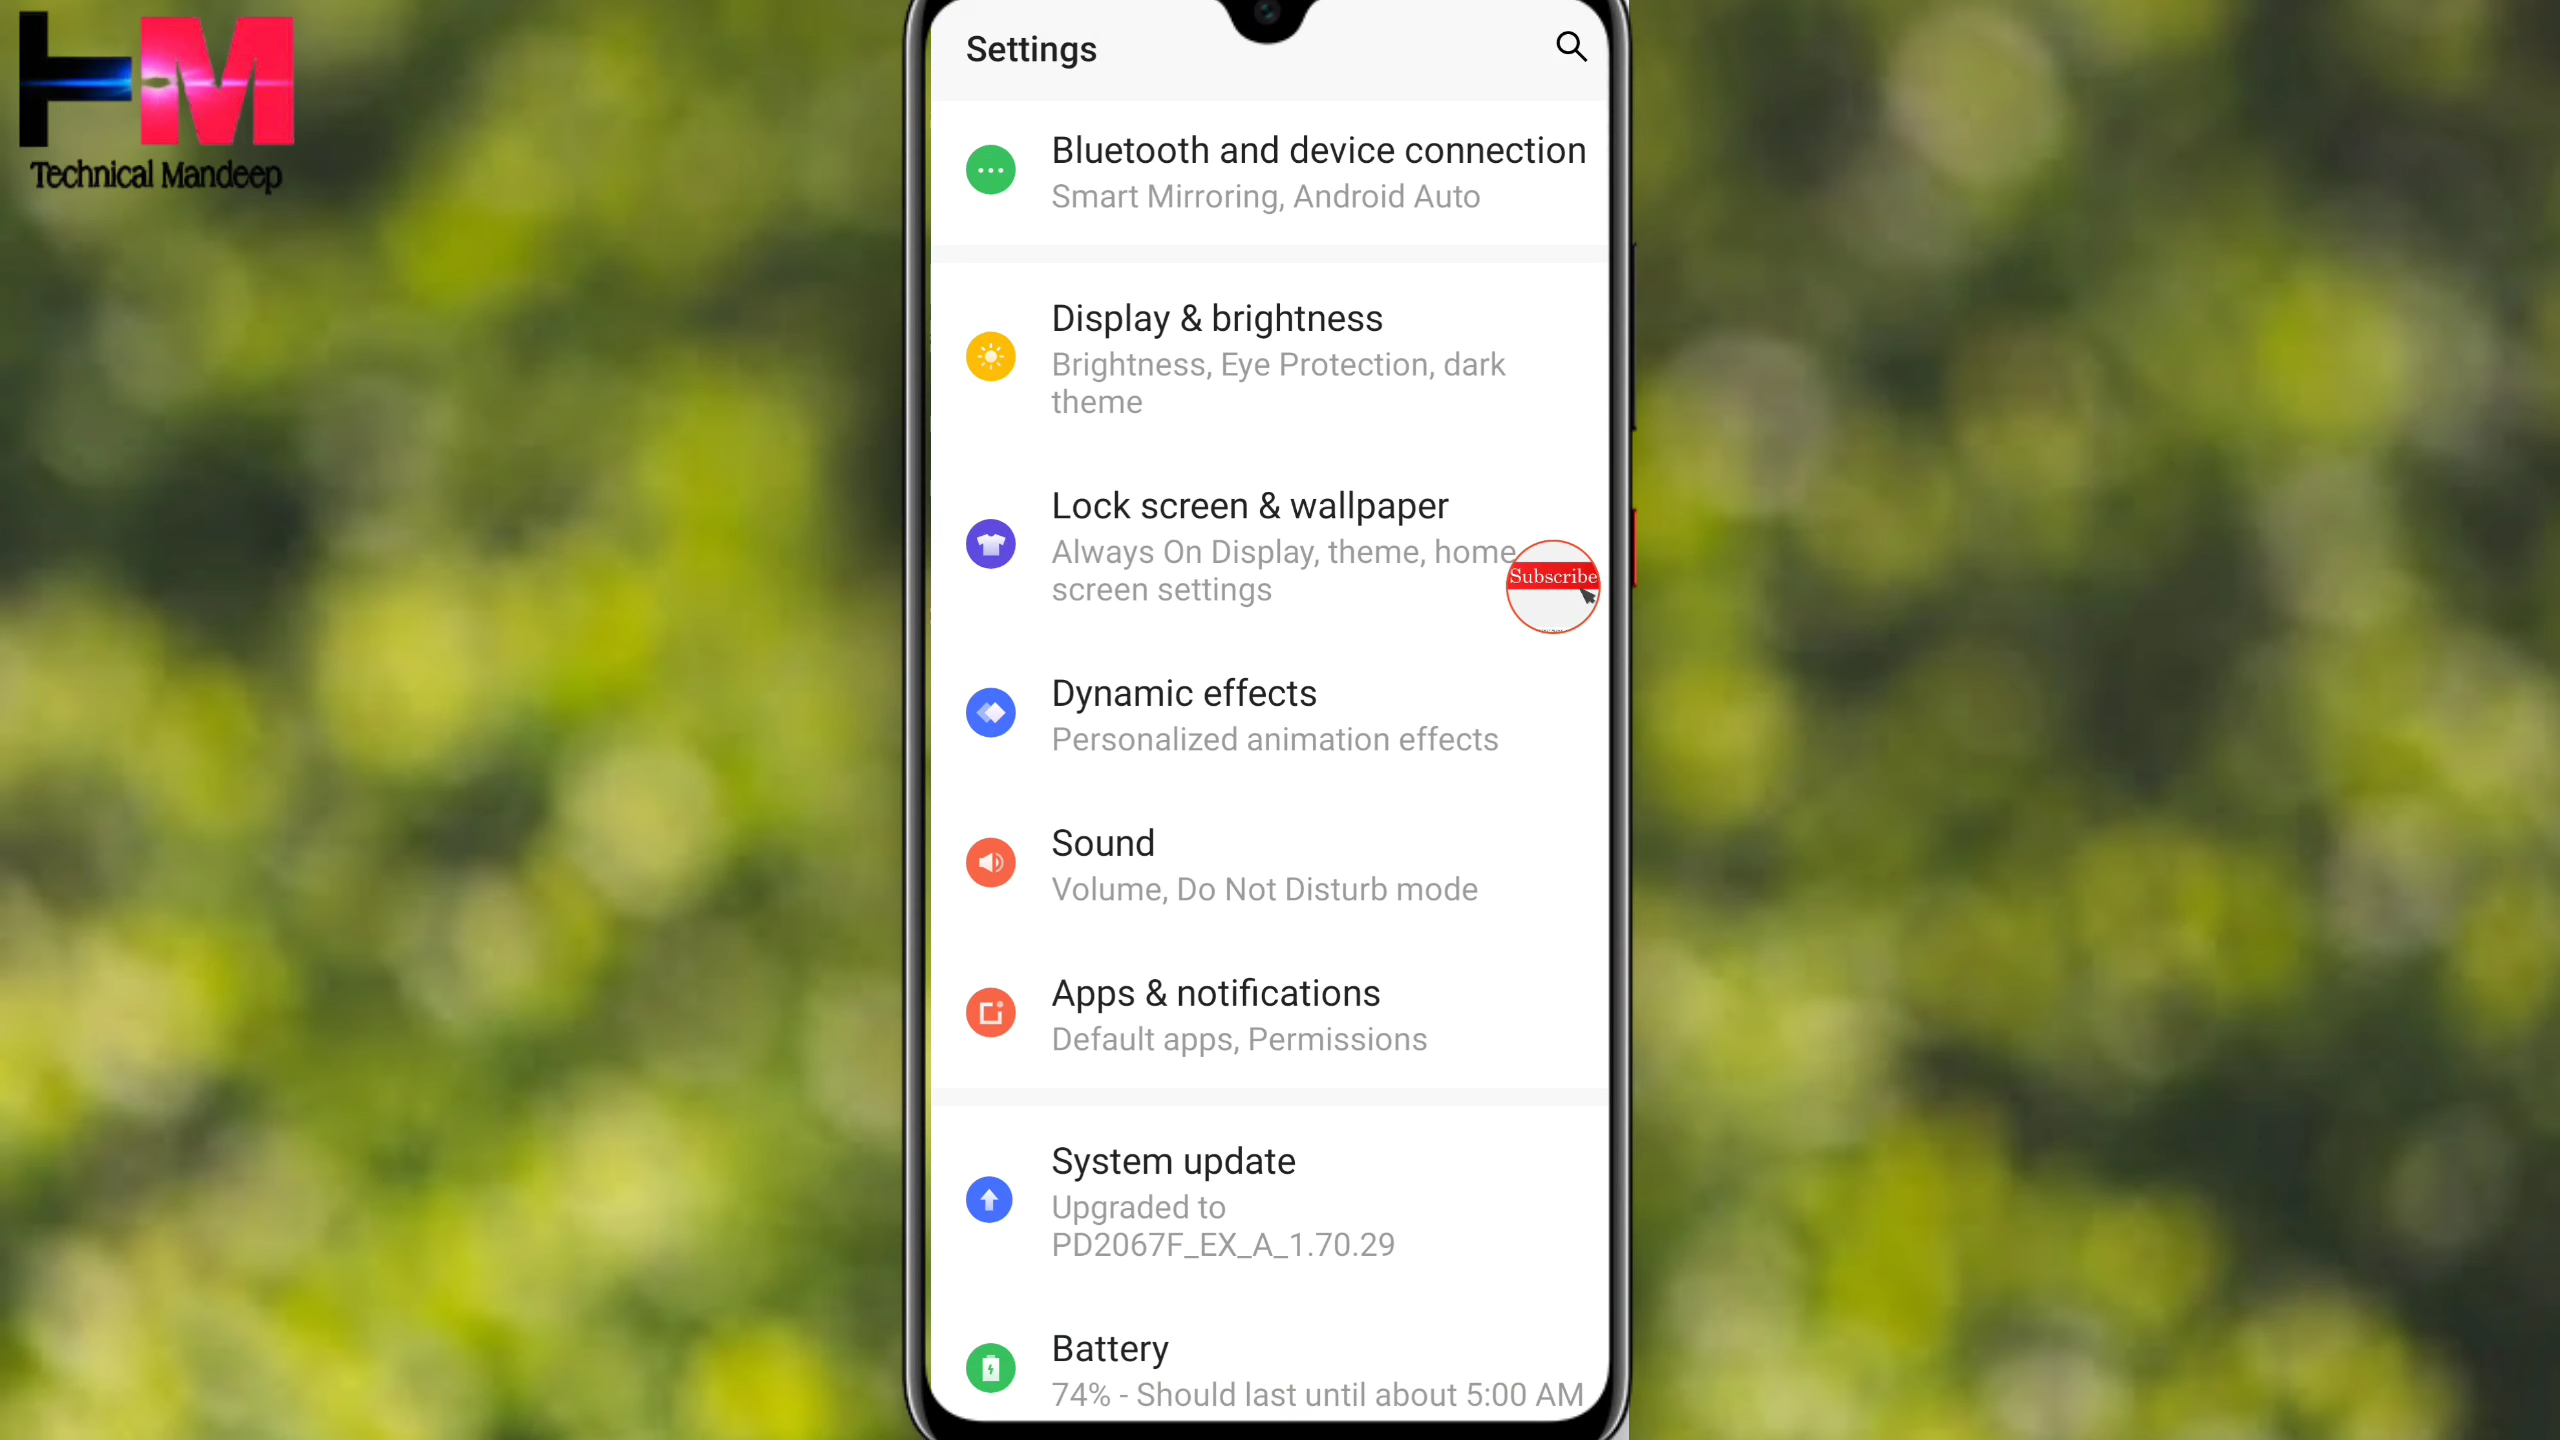 HM
Technical Mandeep
Settings
Bluetooth and device connection
Smart Mirroring, Android Auto
Display & brightness
Brightness, Eye Protection, dark
theme
Lock screen & wallpaper
Always On Display, theme, home
screen settings
Subscribe
Dynamic effects
Personalized animation effects
Sound
Volume, Do Not Disturb mode
Apps & notifications
Default apps, Permissions
System update
Upgraded to
PD2067F_EX_A_1.70.29
Battery
74% - Should last until about 5:00 AM